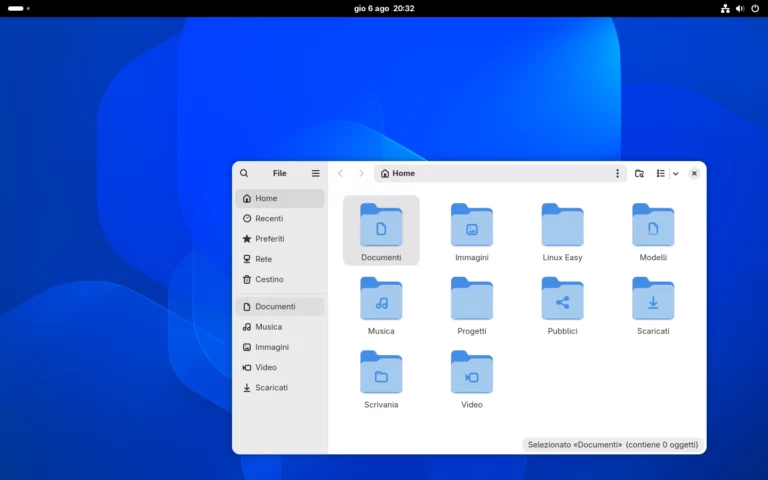 gio 6 ago 20:32
File
Home
Home
Recenti
Preferiti
Rete
Cestino
Documenti
Musica
Immagini
Video
Scaricati
Documenti
Immagini
Linux Easy
Modelli
Musica
Progetti
Pubblici
Scaricati
Scrivania
Video
Selezionato «Documenti» (contiene 0 oggetti)